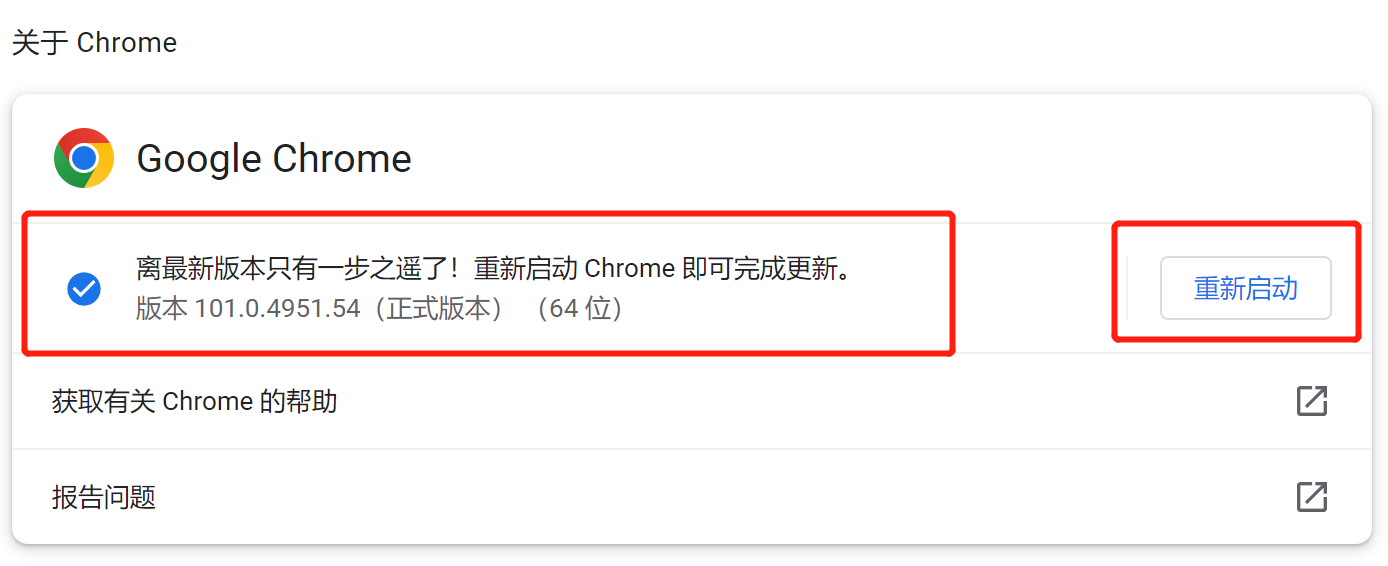 关于 Chrome
Google Chrome
离最新版本只有一步之遥了！重新启动 Chrome 即可完成更新。
版本 101.0.4951.54（正式版本） （64 位）
重新启动
获取有关 Chrome 的帮助
报告问题